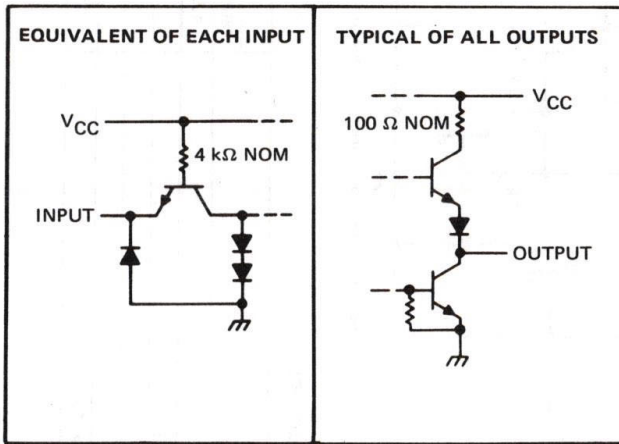 EQUIVALENT OF EACH INPUT
VCC
4 kΩ NOM
INPUT
TYPICAL OF ALL OUTPUTS
VCC
100 Ω NOM
OUTPUT